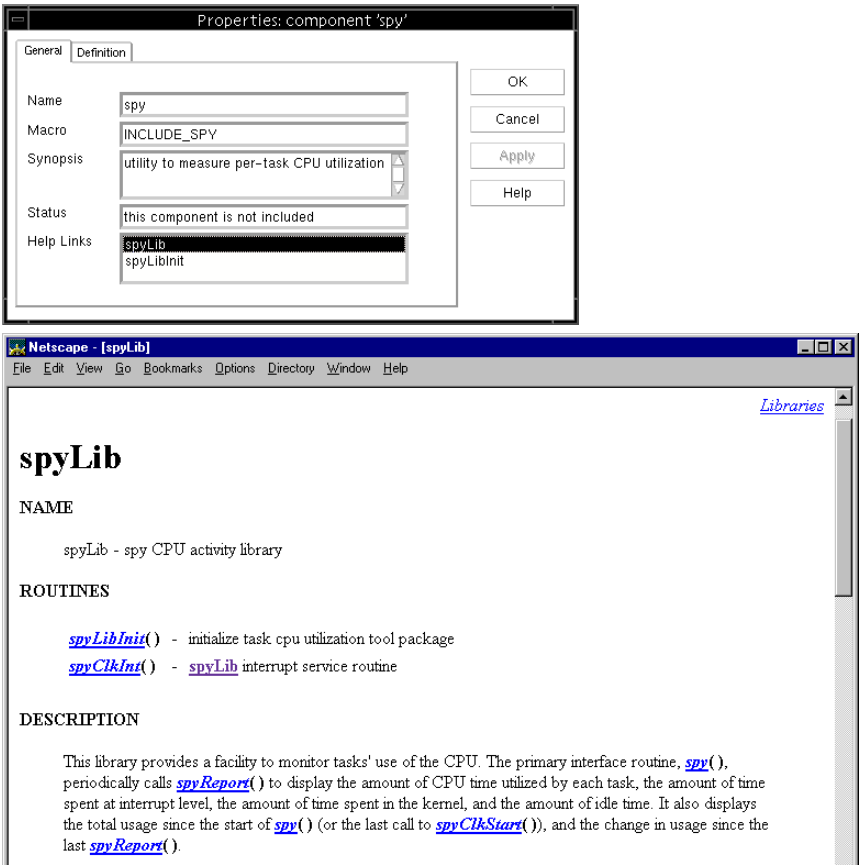 Properties: component 'spy'
General Definition
Name spy
Macro INCLUDE_SPY
Synopsis utility to measure per-task CPU utilization
Status this component is not included
Help Links spyLib
spyLibInit
OK
Cancel
Apply
Help
Netscape - [spyLib]
File Edit View Go Bookmarks Options Directory Window Help
Libraries
spyLib
NAME
spyLib - spy CPU activity library
ROUTINES
spyLibInit( ) - initialize task cpu utilization tool package
spyClkInt( ) - spyLib interrupt service routine
DESCRIPTION
This library provides a facility to monitor tasks' use of the CPU. The primary interface routine, spy( ),
periodically calls spyReport( ) to display the amount of CPU time utilized by each task, the amount of time
spent at interrupt level, the amount of time spent in the kernel, and the amount of idle time. It also displays
the total usage since the start of spy( ) (or the last call to spyClkStart( )), and the change in usage since the
last spyReport( ).